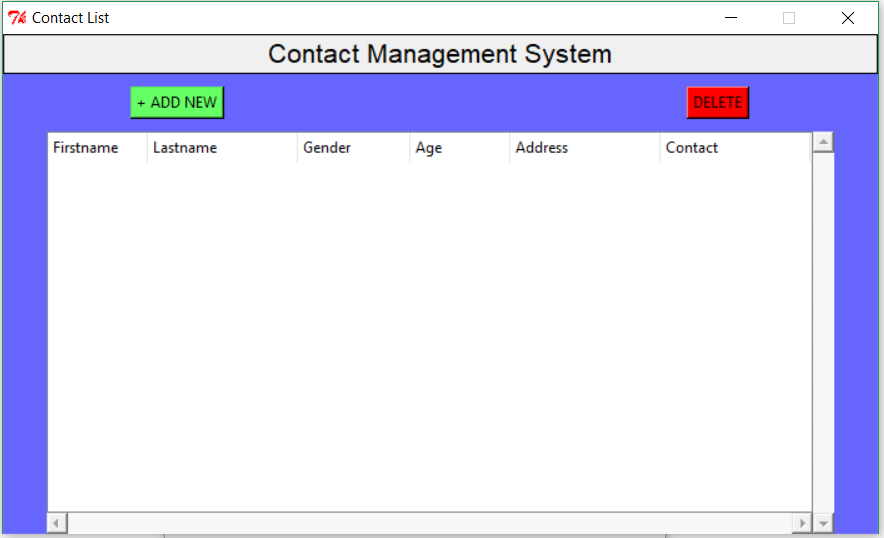 Contact List
Contact Management System
+ ADD NEW DELETE
Firstname Lastname Gender Age Address Contact